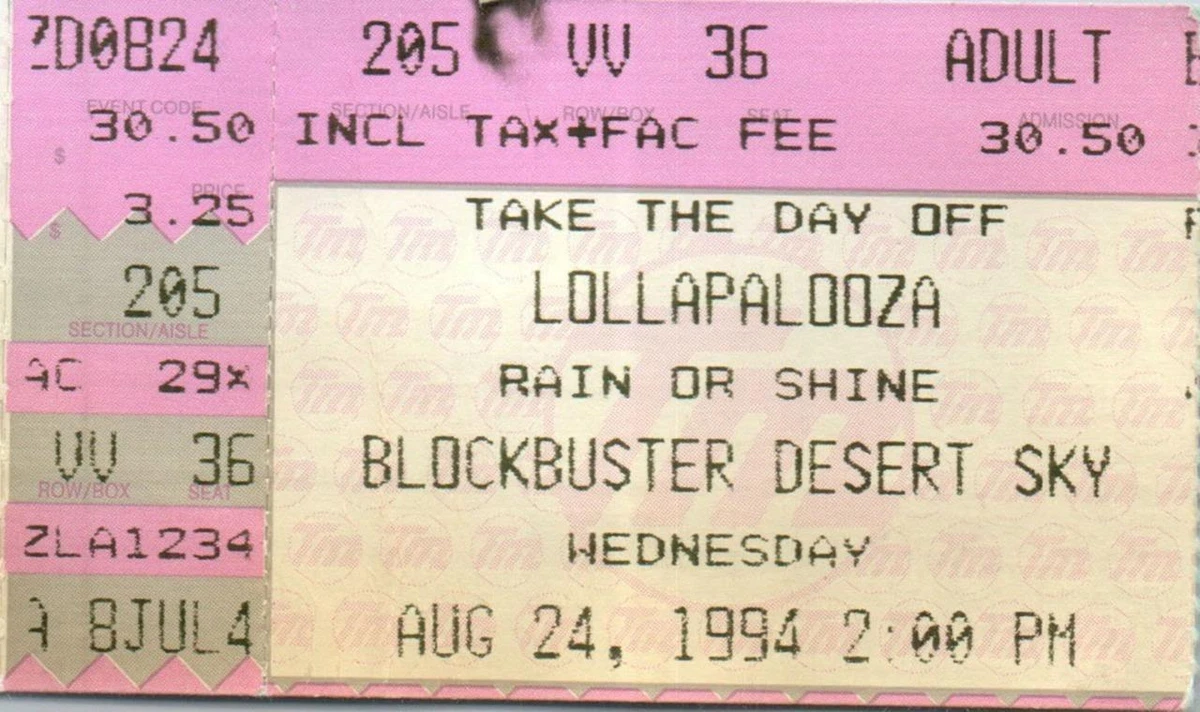 ZD0824 205 VV 36 ADULT
EVENT CODE SECTION/AISLE ROW/BOX SEAT ADMISSION
30.50 INCL TAX+FAC FEE 30.50
$
PRICE
3.25
$
205
SECTION/AISLE
AC 29x
VV 36
ROW/BOX SEAT
ZLA1234
A 8JUL4
TAKE THE DAY OFF
LOLLAPALOOZA
RAIN OR SHINE
BLOCKBUSTER DESERT SKY
WEDNESDAY
AUG 24, 1994 2:00 PM